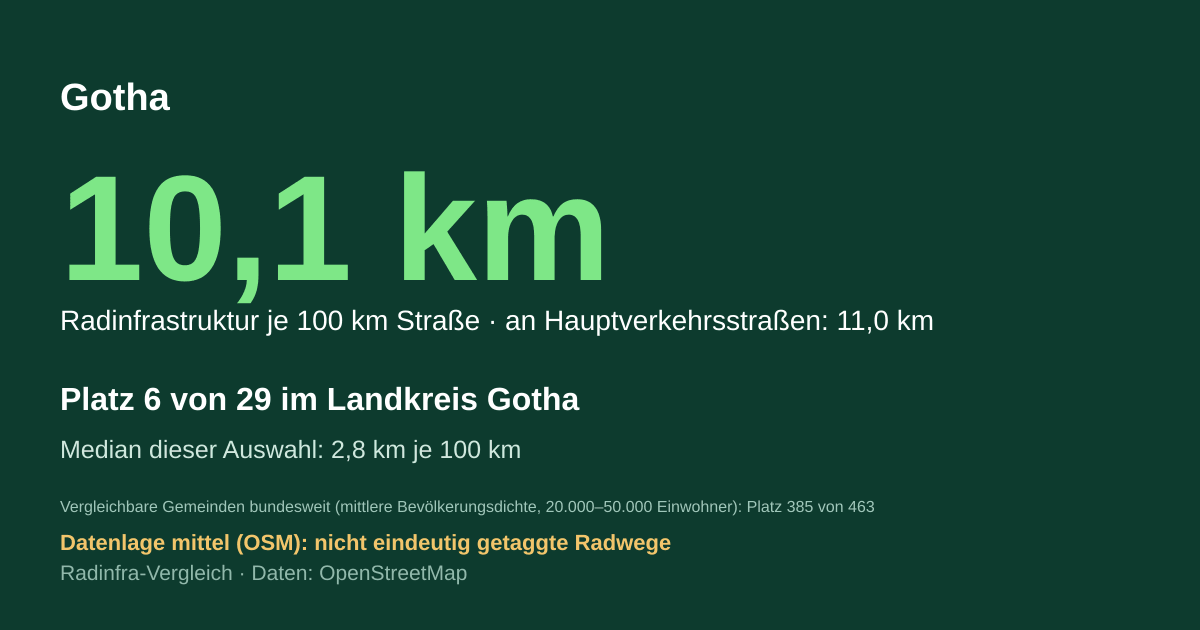 Gotha
10,1 km
Radinfrastruktur je 100 km Straße · an Hauptverkehrsstraßen: 11,0 km
Platz 6 von 29 im Landkreis Gotha
Median dieser Auswahl: 2,8 km je 100 km
Vergleichbare Gemeinden bundesweit (mittlere Bevölkerungsdichte, 20.000–50.000 Einwohner): Platz 385 von 463
Datenlage mittel (OSM): nicht eindeutig getaggte Radwege
Radinfra-Vergleich · Daten: OpenStreetMap